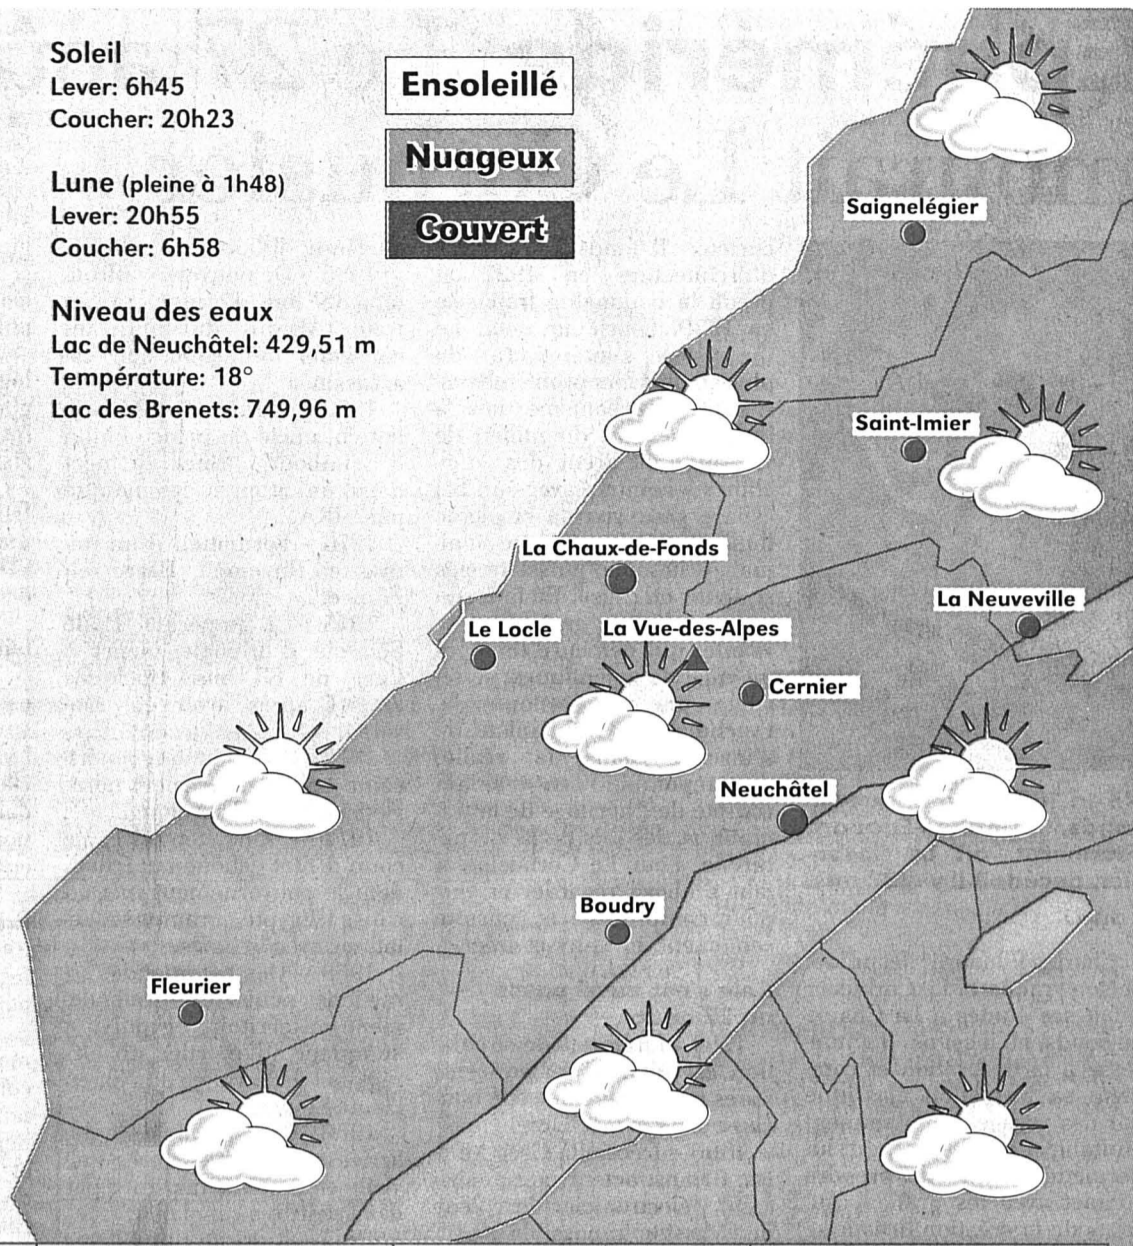 Soleil
Lever: 6h45
Coucher: 20h23
Lune (pleine à 1h48)
Lever: 20h55
Coucher: 6h58
Niveau des eaux
Lac de Neuchâtel: 429,51 m
Température: 18°
Lac des Brenets: 749,96 m
Ensoleillé
Nuageux
Couvert
Saignelégier
Saint-Imier
La Chaux-de-Fonds
La Neuveville
Le Locle
La Vue-des-Alpes
Cernier
Neuchâtel
Boudry
Fleurier